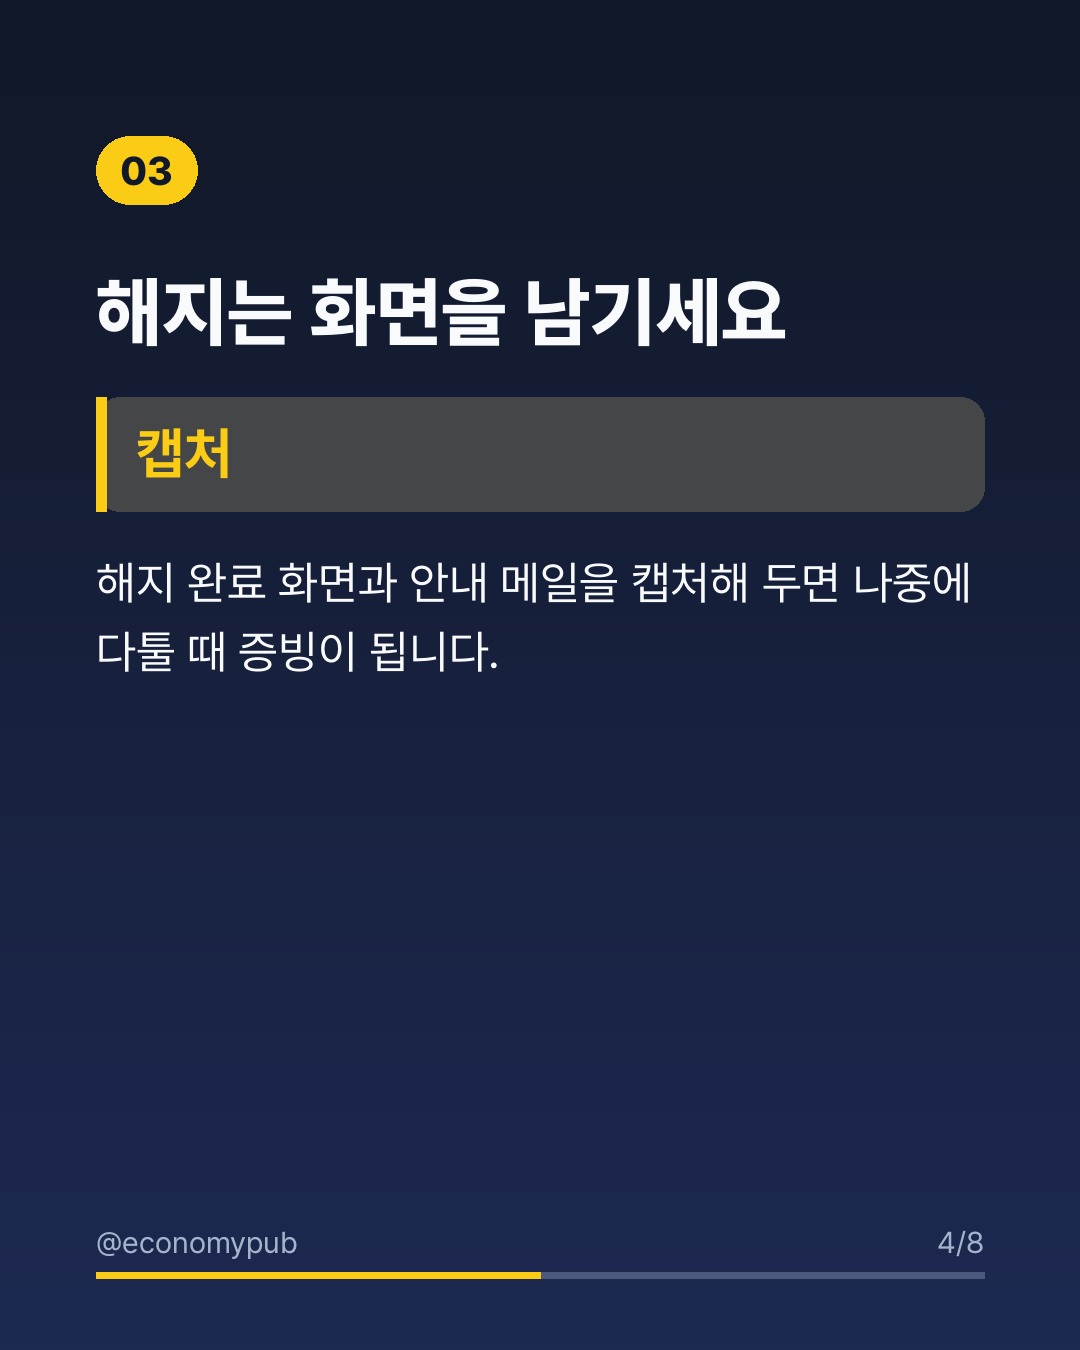 03
해지는 화면을 남기세요
캡처
해지 완료 화면과 안내 메일을 캡처해 두면 나중에
다툴 때 증빙이 됩니다.
@economypub
4/8